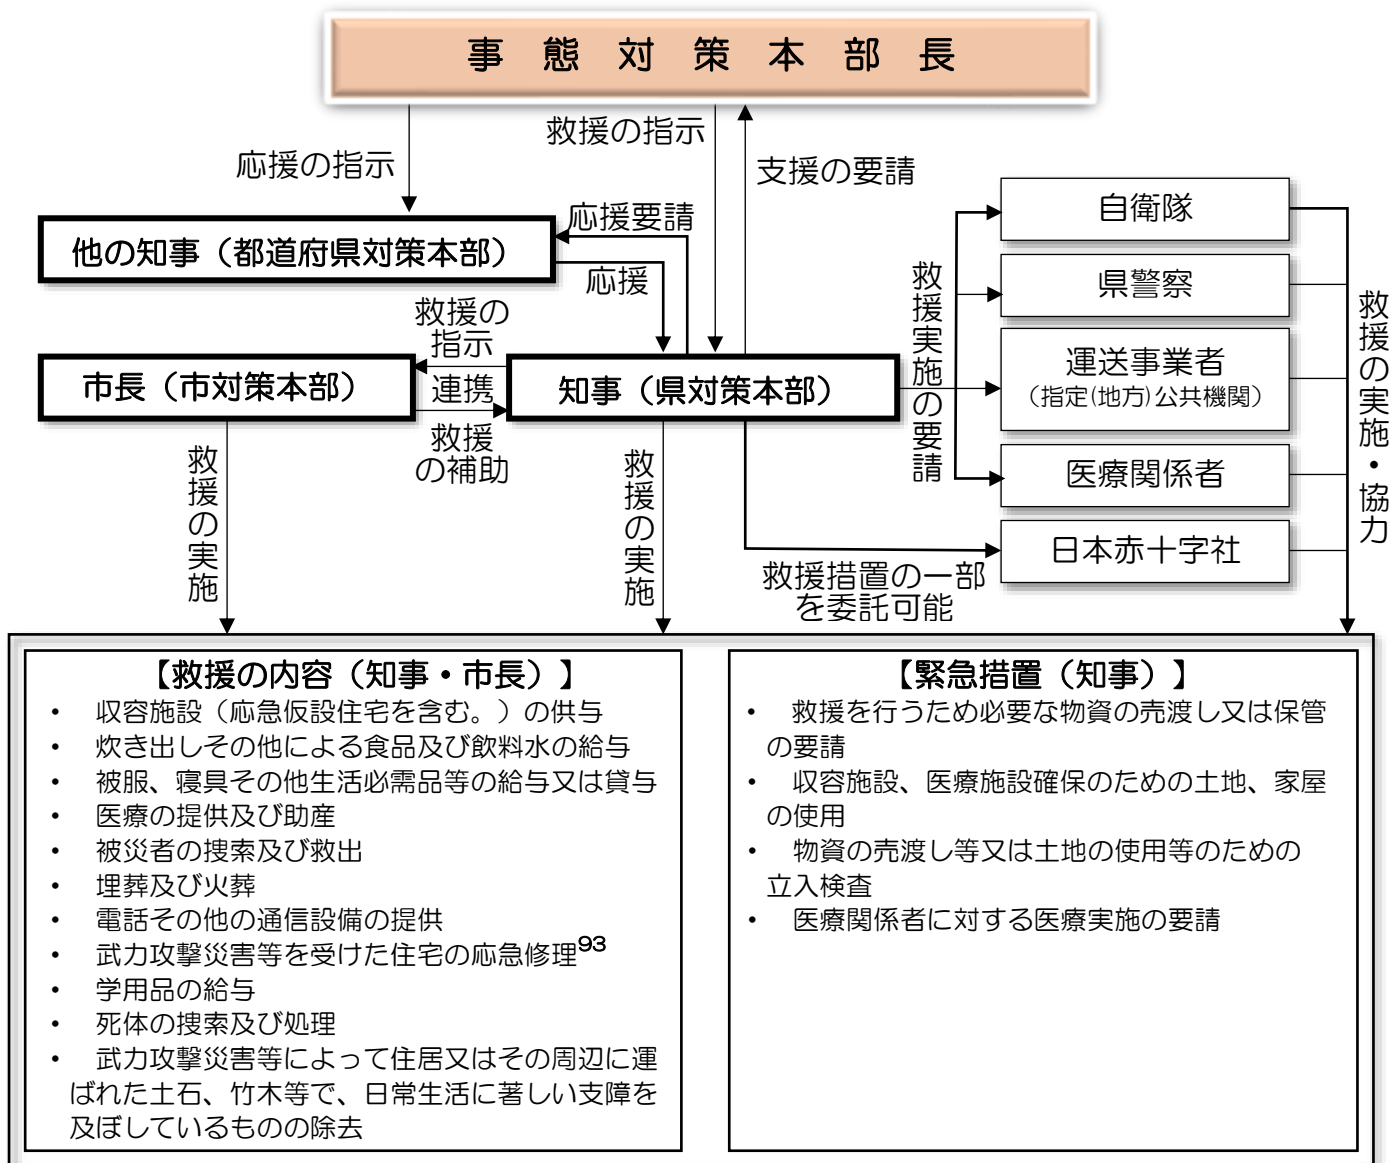 事態対策本部長
救援の指示
応援の指示
支援の要請
他の知事（都道府県対策本部）
応援要請
応援
自衛隊
県警察
運送事業者
（指定(地方)公共機関）
医療関係者
日本赤十字社
救援実施の要請
救援の実施・協力
救援の
指示
市長（市対策本部）
連携
知事（県対策本部）
救援
の補助
救援の実施
救援の実施
救援措置の一部
を委託可能
【救援の内容（知事・市長）】
・ 収容施設（応急仮設住宅を含む。）の供与
・ 炊き出しその他による食品及び飲料水の給与
・ 被服、寝具その他生活必需品等の給与又は貸与
・ 医療の提供及び助産
・ 被災者の捜索及び救出
・ 埋葬及び火葬
・ 電話その他の通信設備の提供
・ 武力攻撃災害等を受けた住宅の応急修理93
・ 学用品の給与
・ 死体の捜索及び処理
・ 武力攻撃災害等によって住居又はその周辺に運
ばれた土石、竹木等で、日常生活に著しい支障を
及ぼしているものの除去
【緊急措置（知事）】
・ 救援を行うため必要な物資の売渡し又は保管
の要請
・ 収容施設、医療施設確保のための土地、家屋
の使用
・ 物資の売渡し等又は土地の使用等のための
立入検査
・ 医療関係者に対する医療実施の要請